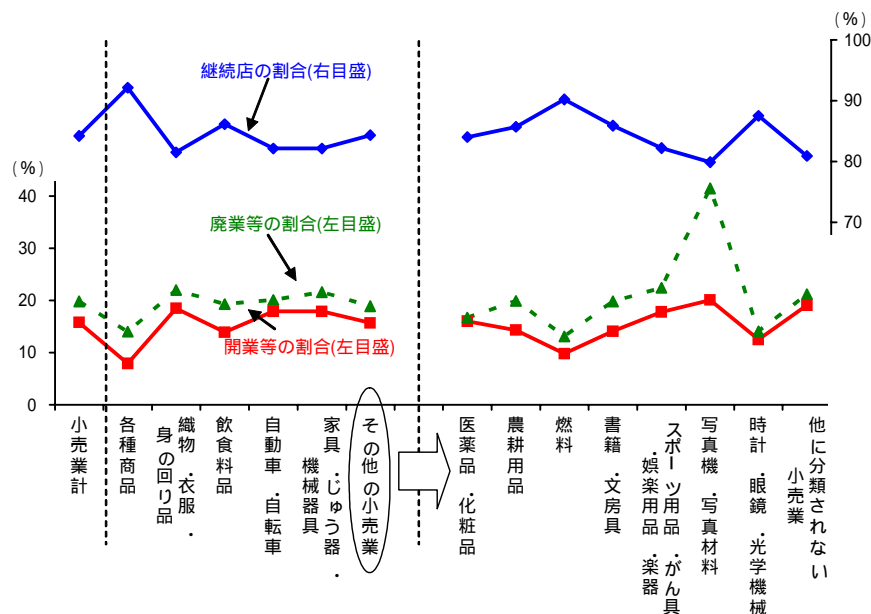 (%)
100
90
80
70
(%)
40
30
20
10
0
継続店の割合(右目盛)
廃業等の割合(左目盛)
開業等の割合(左目盛)
小売業計
各種商品
織物・衣服・
身の回り品
飲食料品
自動車・自転車
家具・じゅう器・
機械器具
その他の小売業
医薬品・化粧品
農耕用品
燃料
書籍・文房具
スポーツ用品・がん具
・娯楽用品・楽器
写真機・写真材料
時計・眼鏡・光学機械
他に分類されない
小売業